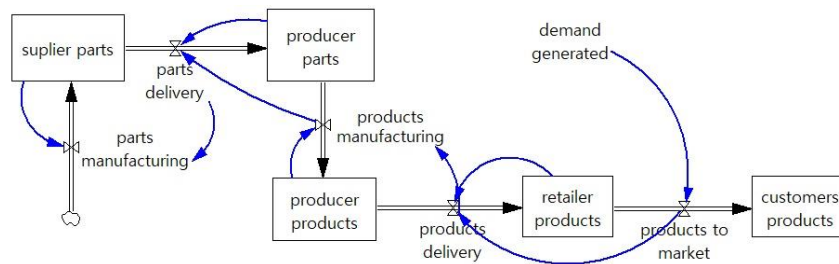 suplier parts
producer
parts
demand
generated
parts
delivery
products
manufacturing
parts
manufacturing
producer
products
retailer
products
customers
products
products
delivery
products to
market